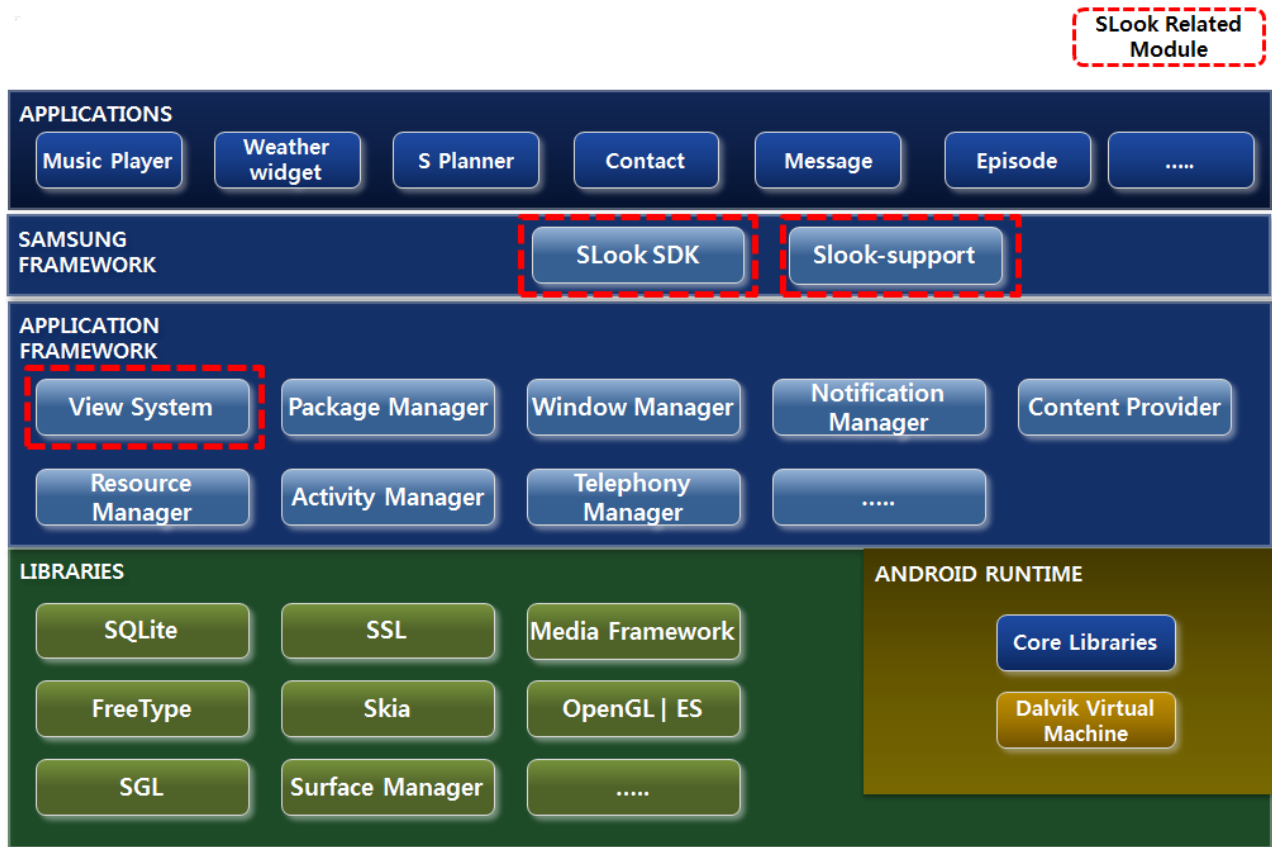 SLook Related
Module
APPLICATIONS
Music Player
Weather
widget
S Planner
Contact
Message
Episode
.....
SAMSUNG
FRAMEWORK
SLook SDK
Slook-support
APPLICATION
FRAMEWORK
View System
Package Manager
Window Manager
Notification
Manager
Content Provider
Resource
Manager
Activity Manager
Telephony
Manager
.....
LIBRARIES
SQLite
SSL
Media Framework
FreeType
Skia
OpenGL | ES
SGL
Surface Manager
.....
ANDROID RUNTIME
Core Libraries
Dalvik Virtual
Machine